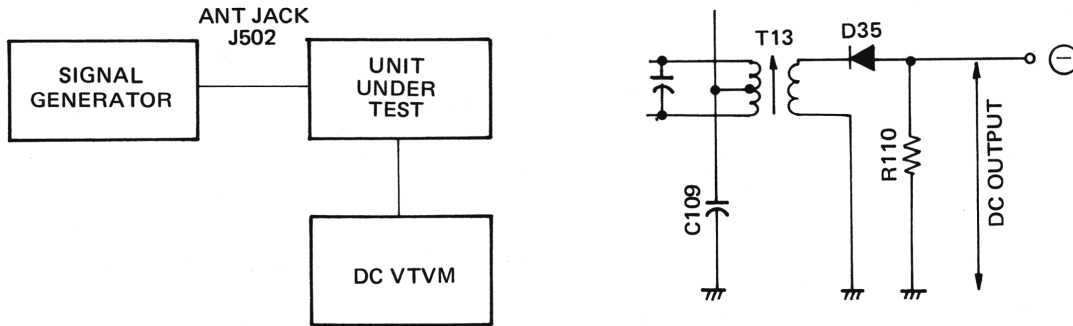 ANT JACK
J502
SIGNAL
GENERATOR
UNIT
UNDER
TEST
DC VTVM
T13
D35
C109
R110
DC OUTPUT